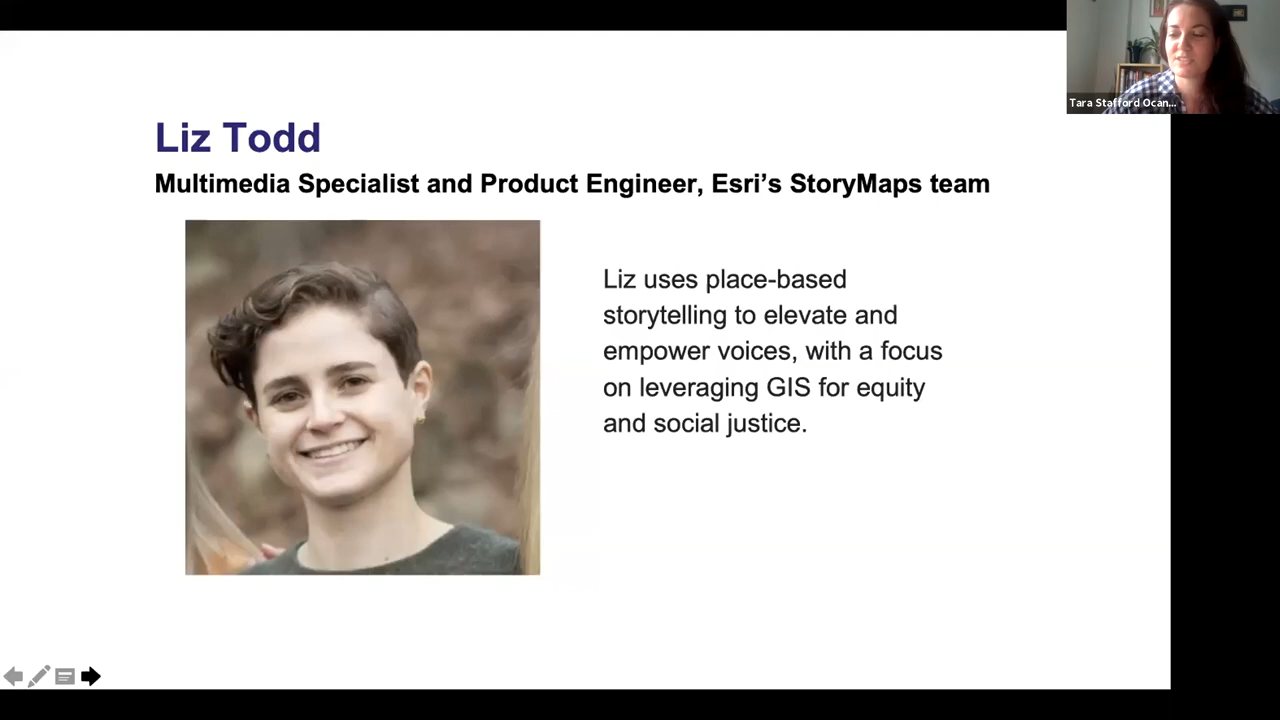 Tara Stafford Ocan...
Liz Todd
Multimedia Specialist and Product Engineer, Esri’s StoryMaps team
Liz uses place-based
storytelling to elevate and
empower voices, with a focus
on leveraging GIS for equity
and social justice.